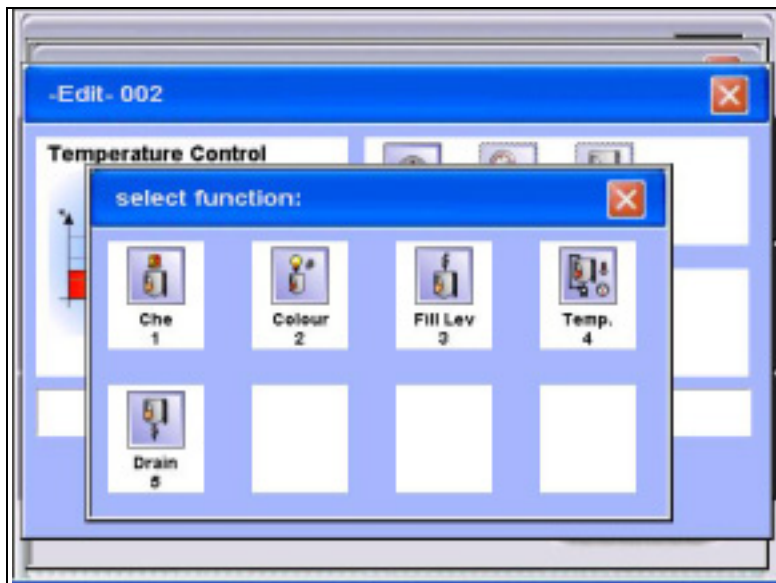 -Edit- 002
Temperature Control
select function:
Che
1
Colour
2
Fill Lev
3
Temp.
4
Drain
5